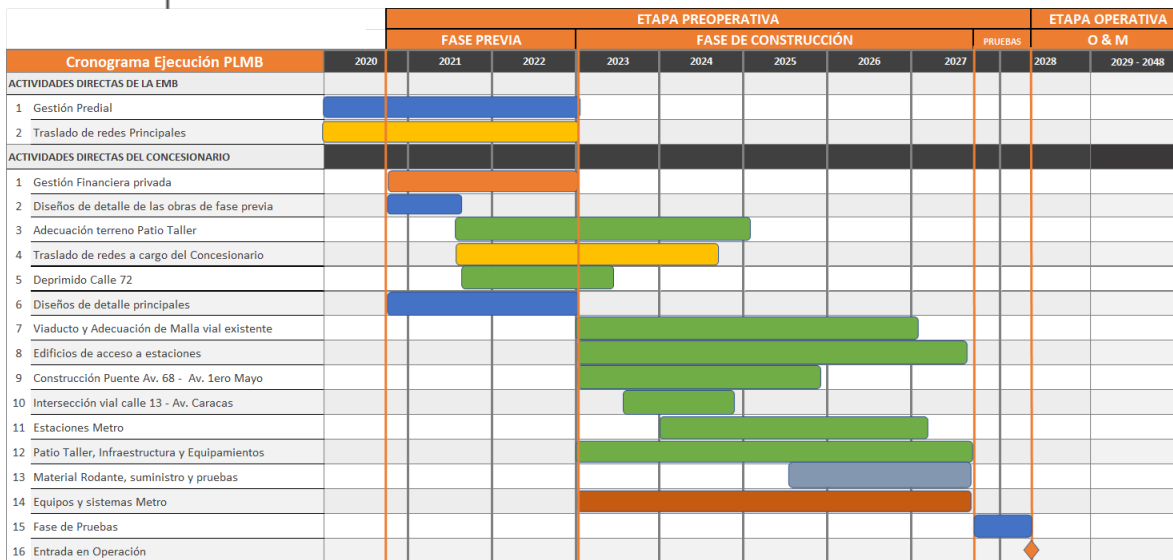 ETAPA PREOPERATIVA ETAPA OPERATIVA
FASE PREVIA FASE DE CONSTRUCCIÓN PRUEBAS O & M
Cronograma Ejecución PLMB 2020 2021 2022 2023 2024 2025 2026 2027 2028 2029 - 2048
ACTIVIDADES DIRECTAS DE LA EMB
1 Gestión Predial
2 Traslado de redes Principales
ACTIVIDADES DIRECTAS DEL CONCESIONARIO
1 Gestión Financiera privada
2 Diseños de detalle de las obras de fase previa
3 Adecuación terreno Patio Taller
4 Traslado de redes a cargo del Concesionario
5 Deprimido Calle 72
6 Diseños de detalle principales
7 Viaducto y Adecuación de Malla vial existente
8 Edificios de acceso a estaciones
9 Construcción Puente Av. 68 - Av. 1ero Mayo
10 Intersección vial calle 13 - Av. Caracas
11 Estaciones Metro
12 Patio Taller, Infraestructura y Equipamientos
13 Material Rodante, suministro y pruebas
14 Equipos y sistemas Metro
15 Fase de Pruebas
16 Entrada en Operación